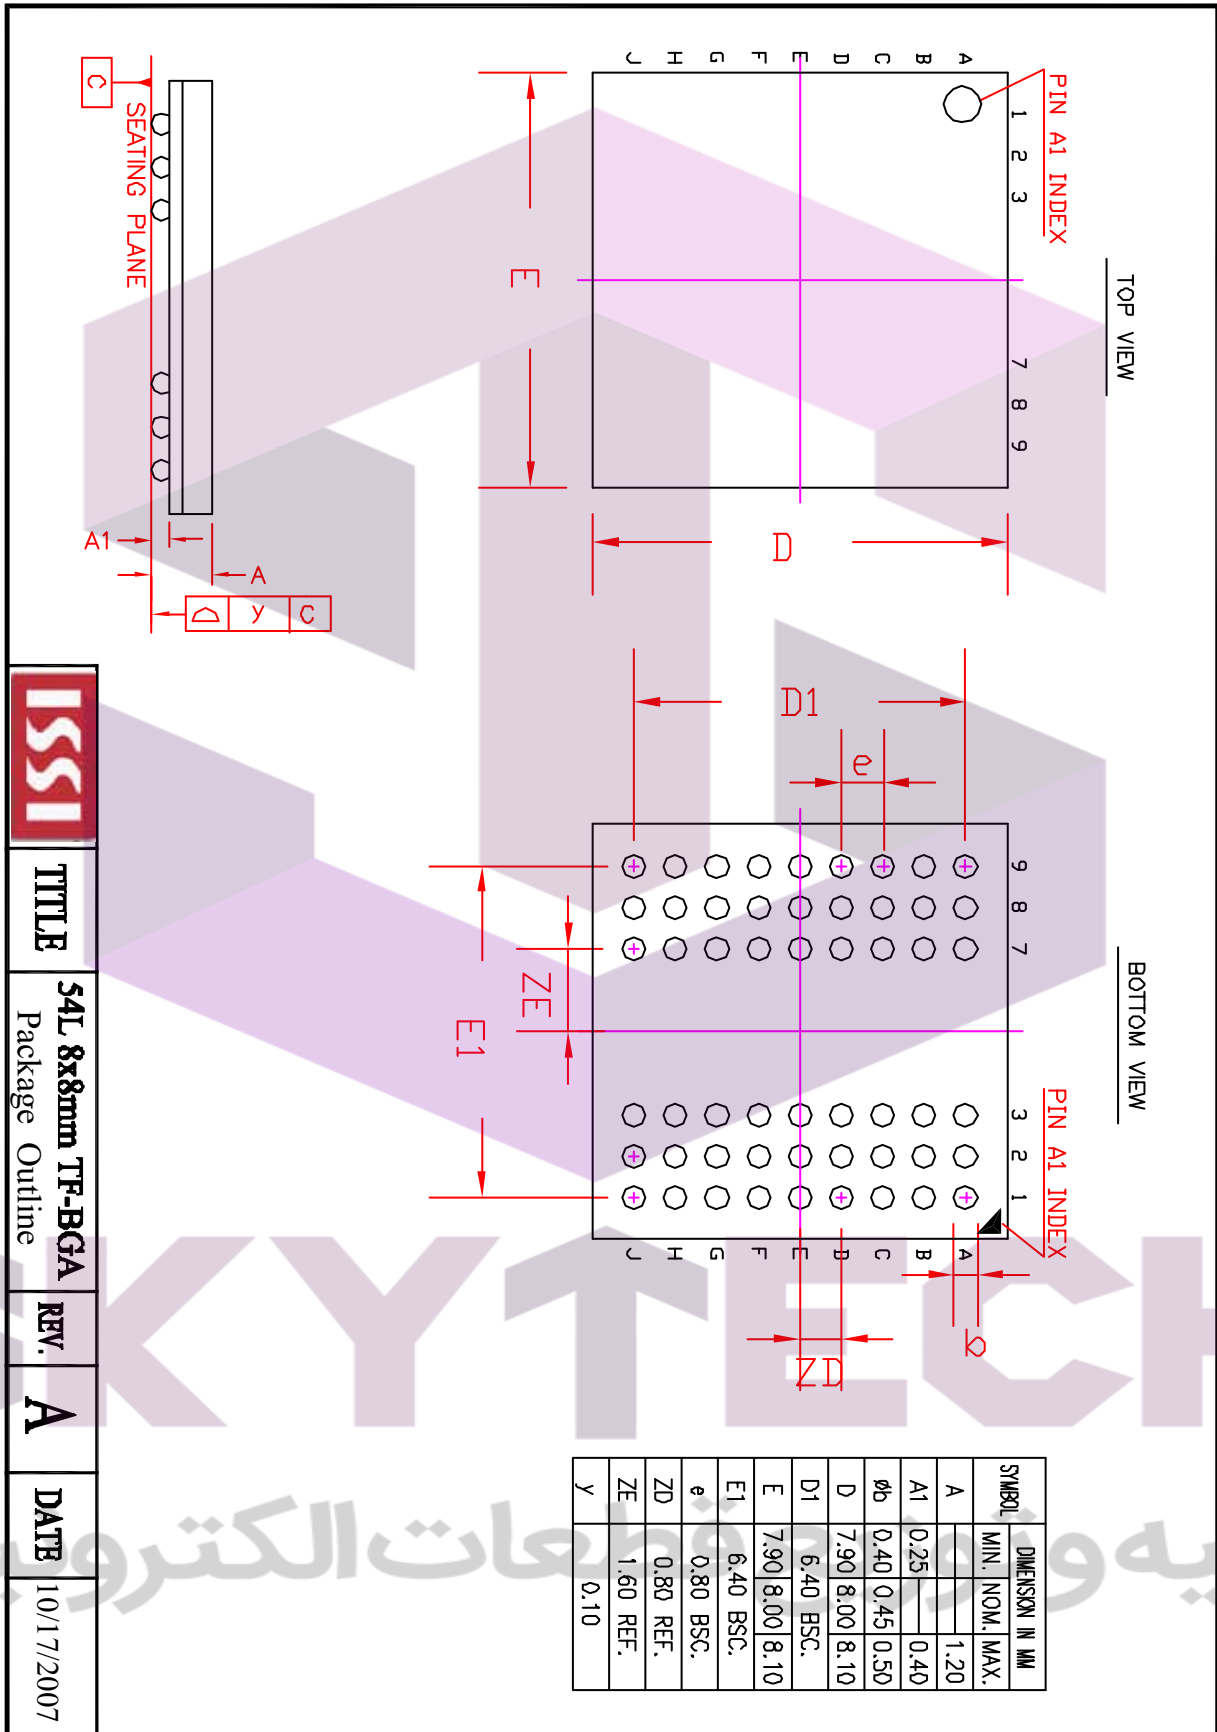 TOP VIEW
PIN A1 INDEX
1 2 3 7 8 9
A
B
C
D
E
F
G
H
J
E
D
SEATING PLANE
C
A1
A
y C
BOTTOM VIEW
PIN A1 INDEX
9 8 7 3 2 1
A
B
C
D
E
F
G
H
J
D1
e
E1
ZE
ZD
b
SYMBOL DIMENSION IN MM
MIN. NOM. MAX.
A 1.20
A1 0.25 0.40
Øb 0.40 0.45 0.50
D 7.90 8.00 8.10
D1 6.40 BSC.
E 7.90 8.00 8.10
E1 6.40 BSC.
e 0.80 BSC.
ZD 0.80 REF.
ZE 1.60 REF.
y 0.10
ISSI
TITLE
54L 8x8mm TF-BGA
Package Outline
REV.
A
DATE
10/17/2007
KYTECH
وتوزیع قطعات